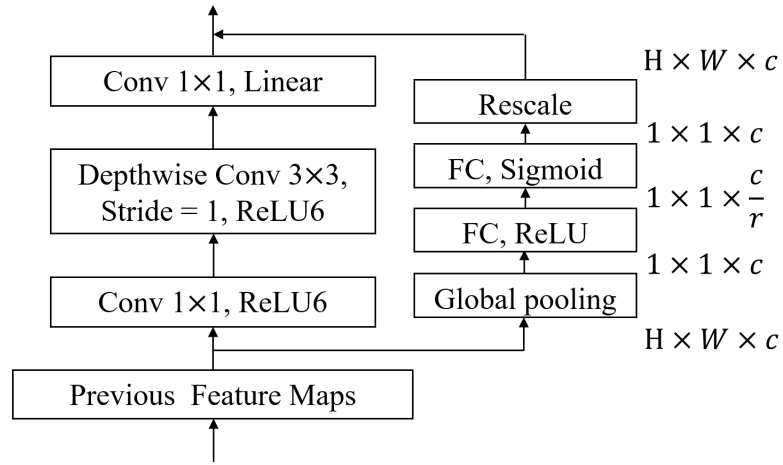 Conv 1×1, Linear
Depthwise Conv 3×3,
Stride = 1, ReLU6
Conv 1×1, ReLU6
Previous Feature Maps
Rescale
FC, Sigmoid
FC, ReLU
Global pooling
H × W × c
1 × 1 × c
1 × 1 × c/r
1 × 1 × c
H × W × c